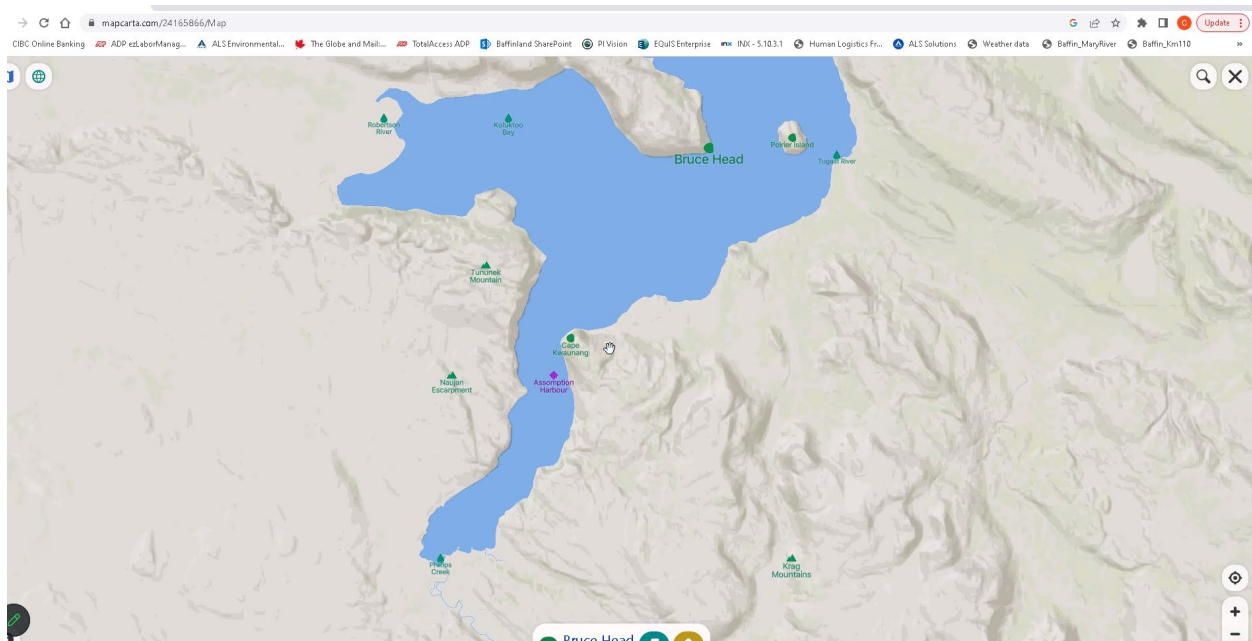 mapcarta.com/24165866/Map
G
C
Update
CIBC Online Banking
ADP ezLaborManag...
ALS Environmental...
The Globe and Mail:...
TotalAccess ADP
Baffinland SharePoint
PI Vision
EQuIS Enterprise
INX - 5.10.3.1
Human Logistics Fr...
ALS Solutions
Weather data
Baffin_MaryRiver
Baffin_Km110
»
Robertson
River
Koluktoo
Bay
Bruce Head
Poirier Island
Tugaat River
Tununek
Mountain
Cape
Kwaunang
Naujan
Escarpment
Assomption
Harbour
Phillips
Creek
Krag
Mountains
Bruce Head
+
−